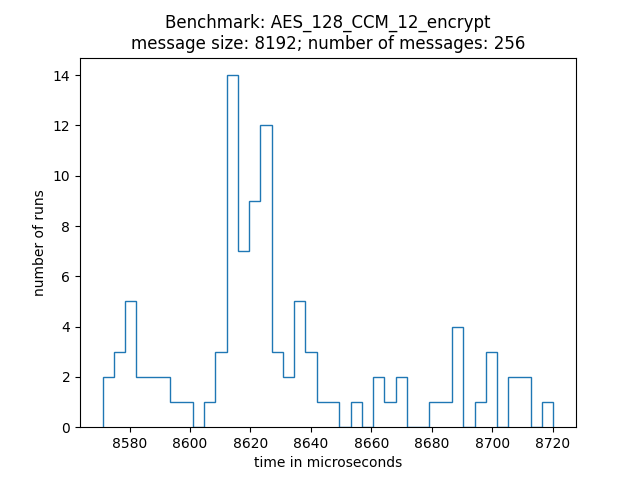 Benchmark: AES_128_CCM_12_encrypt
message size: 8192; number of messages: 256
14
12
10
8
6
4
2
0
number of runs
8580 8600 8620 8640 8660 8680 8700 8720
time in microseconds